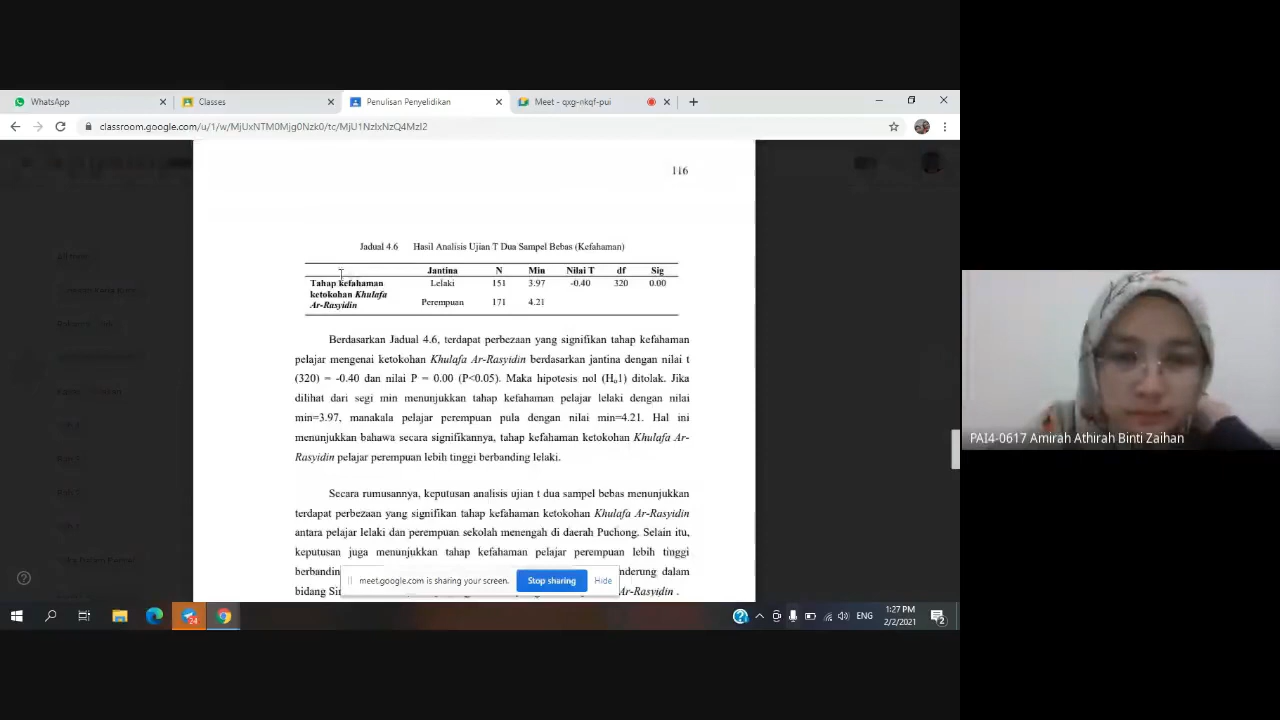 WhatsApp
Classes
Penulisan Penyelidikan
Meet - qxg-nkqf-pui
classroom.google.com/u/1/w/MjUxNTM0Mjg0Nzk0/tc/MjU1NzIxNzQ4MzI2
116
Jadual 4.6 Hasil Analisis Ujian T Dua Sampel Bebas (Kefahaman)
Jantina N Min Nilai T df Sig
Tahap kefahaman Lelaki 151 3.97 -0.40 320 0.00
ketokohan Khulafa
Ar-Rasyidin Perempuan 171 4.21
Berdasarkan Jadual 4.6, terdapat perbezaan yang signifikan tahap kefahaman
pelajar mengenai ketokohan Khulafa Ar-Rasyidin berdasarkan jantina dengan nilai t
(320) = -0.40 dan nilai P = 0.00 (P<0.05). Maka hipotesis nol (Hₒ1) ditolak. Jika
dilihat dari segi min menunjukkan tahap kefahaman pelajar lelaki dengan nilai
min=3.97, manakala pelajar perempuan pula dengan nilai min=4.21. Hal ini
menunjukkan bahawa secara signifikannya, tahap kefahaman ketokohan Khulafa Ar-
Rasyidin pelajar perempuan lebih tinggi berbanding lelaki.
Secara rumusannya, keputusan analisis ujian t dua sampel bebas menunjukkan
terdapat perbezaan yang signifikan tahap kefahaman ketokohan Khulafa Ar-Rasyidin
antara pelajar lelaki dan perempuan sekolah menengah di daerah Puchong. Selain itu,
keputusan juga menunjukkan tahap kefahaman pelajar perempuan lebih tinggi
dalam
bidang Ar-Rasyidin .
meet.google.com is sharing your screen. Stop sharing Hide
PAI4-0617 Amirah Athirah Binti Zaihan
24
ENG
1:27 PM
2/2/2021
2